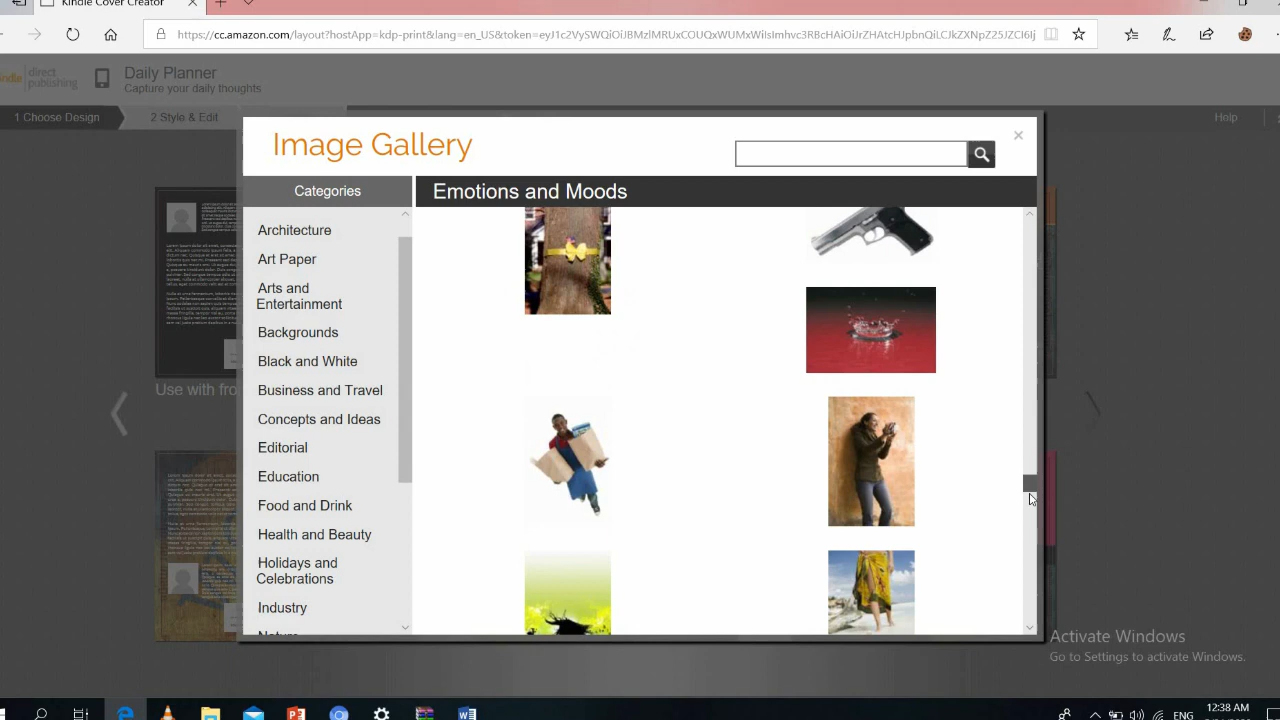 Kindle Cover Creator
https://cc.amazon.com/layout?hostApp=kdp-print&lang=en_US&token=
direct
publishing
Daily Planner
Capture your daily thoughts
1 Choose Design
2 Style & Edit
Help
Image Gallery
Categories
Emotions and Moods
Architecture
Art Paper
Arts and
Entertainment
Backgrounds
Black and White
Business and Travel
Concepts and Ideas
Editorial
Education
Food and Drink
Health and Beauty
Holidays and
Celebrations
Industry
Use with fro
Activate Windows
Go to Settings to activate Windows.
ENG
12:38 AM